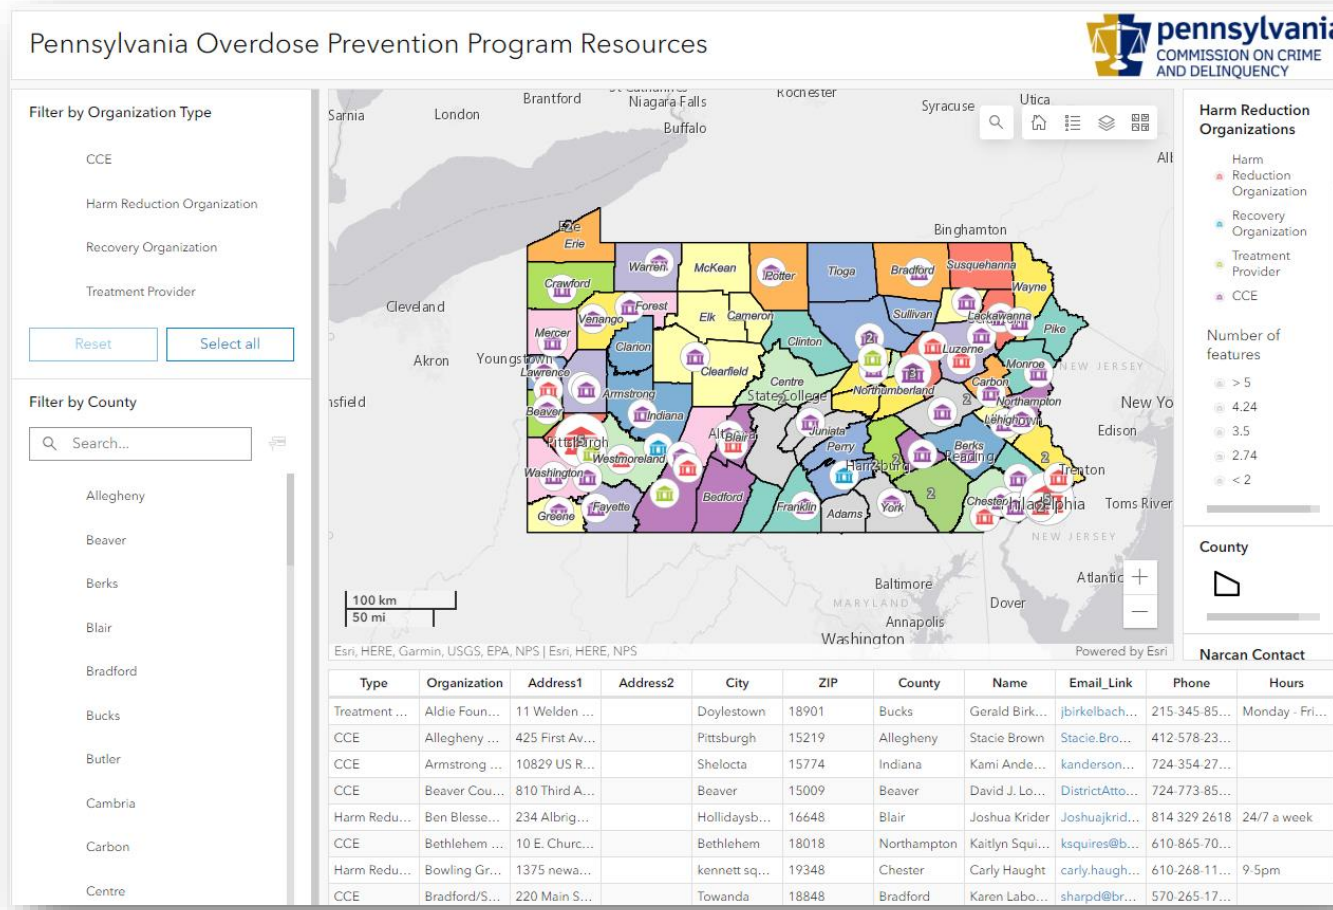 Pennsylvania Overdose Prevention Program Resources
pennsylvania
COMMISSION ON CRIME
AND DELINQUENCY
Filter by Organization Type
CCE
Harm Reduction Organization
Recovery Organization
Treatment Provider
Reset
Select all
Filter by County
Search...
Allegheny
Beaver
Berks
Blair
Bradford
Bucks
Butler
Cambria
Carbon
Centre
Sarnia
London
Brantford
Niagara Falls
Buffalo
Rochester
Syracuse
Utica
Binghamton
Cleveland
Akron
Youngstown
nsfield
Erie
Crawford
Warren
McKean
Potter
Tioga
Bradford
Susquehanna
Wayne
Forest
Venango
Mercer
Elk
Cameron
Sullivan
Lackawanna
Pike
Clarion
Clinton
Luzerne
Monroe
Lawrence
Clearfield
Centre
State College
Northumberland
Carbon
Northampton
Beaver
Armstrong
Indiana
Lehigh
Pittsburgh
Westmoreland
Blair
Juniata
Perry
Harrisburg
Berks
Reading
2
2
2
2
Trenton
Washington
Bedford
Franklin
Adams
York
Chester
Philadelphia
Greene
Fayette
NEW JERSEY
New Yo
Edison
Toms River
NEW JERSEY
Baltimore
MARYLAND
Annapolis
Washington
Dover
Atlantic
100 km
50 mi
Esri, HERE, Garmin, USGS, EPA, NPS | Esri, HERE, NPS
Powered by Esri
Harm Reduction
Organizations
Harm
Reduction
Organization
Recovery
Organization
Treatment
Provider
CCE
Number of
features
> 5
4.24
3.5
2.74
< 2
County
Narcan Contact
Type Organization Address1 Address2 City ZIP County Name Email_Link Phone Hours
Treatment ... Aldie Foun... 11 Welden ... Doylestown 18901 Bucks Gerald Birk... jbirkelbach... 215-345-85... Monday - Fri...
CCE Allegheny ... 425 First Av... Pittsburgh 15219 Allegheny Stacie Brown Stacie.Bro... 412-578-23...
CCE Armstrong ... 10829 US R... Shelocta 15774 Indiana Kami Ande... kanderson... 724-354-27...
CCE Beaver Cou... 810 Third A... Beaver 15009 Beaver David J. Lo... DistrictAtto... 724-773-85...
Harm Redu... Ben Blesse... 234 Albrig... Hollidaysb... 16648 Blair Joshua Krider Joshuajkrid... 814 329 2618 24/7 a week
CCE Bethlehem ... 10 E. Churc... Bethlehem 18018 Northampton Kaitlyn Squi... ksquires@b... 610-865-70...
Harm Redu... Bowling Gr... 1375 newa... kennett sq... 19348 Chester Carly Haught carly.haugh... 610-268-11... 9-5pm
CCE Bradford/S... 220 Main S... Towanda 18848 Bradford Karen Labo... sharpd@br... 570-265-17...